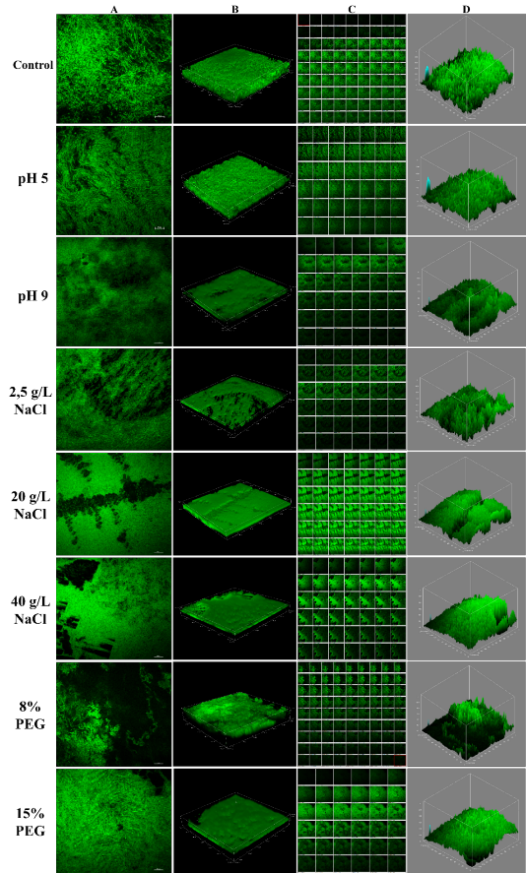 A B C D
Control
pH 5
pH 9
2,5 g/L
NaCl
20 g/L
NaCl
40 g/L
NaCl
8%
PEG
15%
PEG